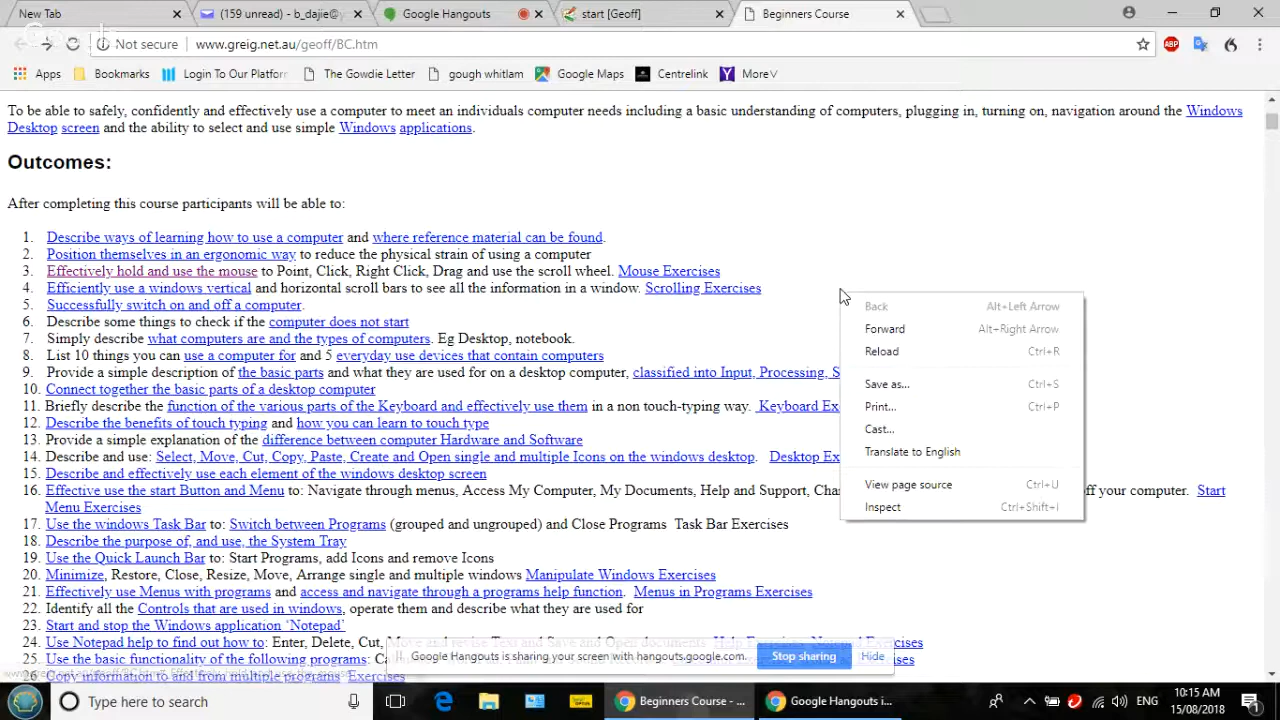 New Tab
(159 unread) - b_dajie@y
Google Hangouts
start [Geoff]
Beginners Course
Not secure
www.greig.net.au/geoff/BC.htm
Apps
Bookmarks
Login To Our Platfor
The Gowdie Letter
gough whitlam
Google Maps
Centrelink
More∨
To be able to safely, confidently and effectively use a computer to meet an individuals computer needs including a basic understanding of computers, plugging in, turning on, navigation around the Windows
Desktop screen and the ability to select and use simple Windows applications.
Outcomes:
After completing this course participants will be able to:
1. Describe ways of learning how to use a computer and where reference material can be found.
2. Position themselves in an ergonomic way to reduce the physical strain of using a computer
3. Effectively hold and use the mouse to Point, Click, Right Click, Drag and use the scroll wheel. Mouse Exercises
4. Efficiently use a windows vertical and horizontal scroll bars to see all the information in a window. Scrolling Exercises
5. Successfully switch on and off a computer.
6. Describe some things to check if the computer does not start
7. Simply describe what computers are and the types of computers. Eg Desktop, notebook.
8. List 10 things you can use a computer for and 5 everyday use devices that contain computers
9. Provide a simple description of the basic parts and what they are used for on a desktop computer, classified into Input, Processing, S
10. Connect together the basic parts of a desktop computer
11. Briefly describe the function of the various parts of the Keyboard and effectively use them in a non touch-typing way. Keyboard Ex
12. Describe the benefits of touch typing and how you can learn to touch type
13. Provide a simple explanation of the difference between computer Hardware and Software
14. Describe and use: Select, Move, Cut, Copy, Paste, Create and Open single and multiple Icons on the windows desktop. Desktop Ex
15. Describe and effectively use each element of the windows desktop screen
16. Effective use the start Button and Menu to: Navigate through menus, Access My Computer, My Documents, Help and Support, Cha
off your computer. Start
Menu Exercises
17. Use the windows Task Bar to: Switch between Programs (grouped and ungrouped) and Close Programs Task Bar Exercises
18. Describe the purpose of, and use, the System Tray
19. Use the Quick Launch Bar to: Start Programs, add Icons and remove Icons
20. Minimize, Restore, Close, Resize, Move, Arrange single and multiple windows Manipulate Windows Exercises
21. Effectively use Menus with programs and access and navigate through a programs help function. Menus in Programs Exercises
22. Identify all the Controls that are used in windows, operate them and describe what they are used for
23. Start and stop the Windows application ‘Notepad’
24. Use Notepad help to find out how to: Enter, Delete, Cut, Move and revise Text and Save and Open documents Help Exercises Notepad Exercises
25. Use the basic functionality of the following programs: Ca
26. Copy information to and from multiple programs Exercises
Back Alt+Left Arrow
Forward Alt+Right Arrow
Reload Ctrl+R
Save as... Ctrl+S
Print... Ctrl+P
Cast...
Translate to English
View page source Ctrl+U
Inspect Ctrl+Shift+I
Google Hangouts is sharing your screen with hangouts.google.com.
Stop sharing
Hide
Type here to search
Beginners Course - ...
Google Hangouts i...
ENG
10:15 AM
15/08/2018
1